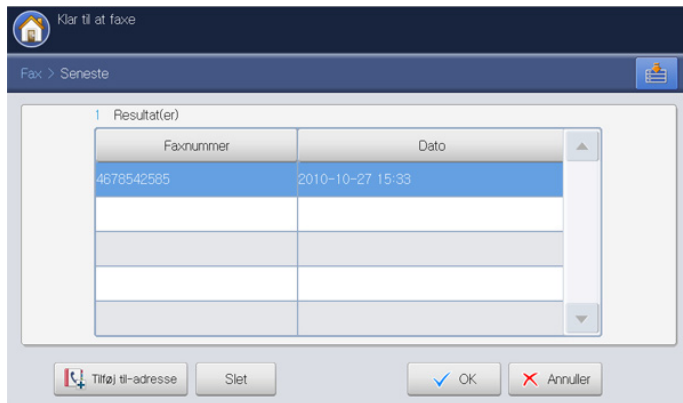 Klar til at faxe
Fax > Seneste
1 Resultat(er)
Faxnummer Dato
4678542585 2010-10-27 15:33
Tilføj til-adresse Slet OK Annuller